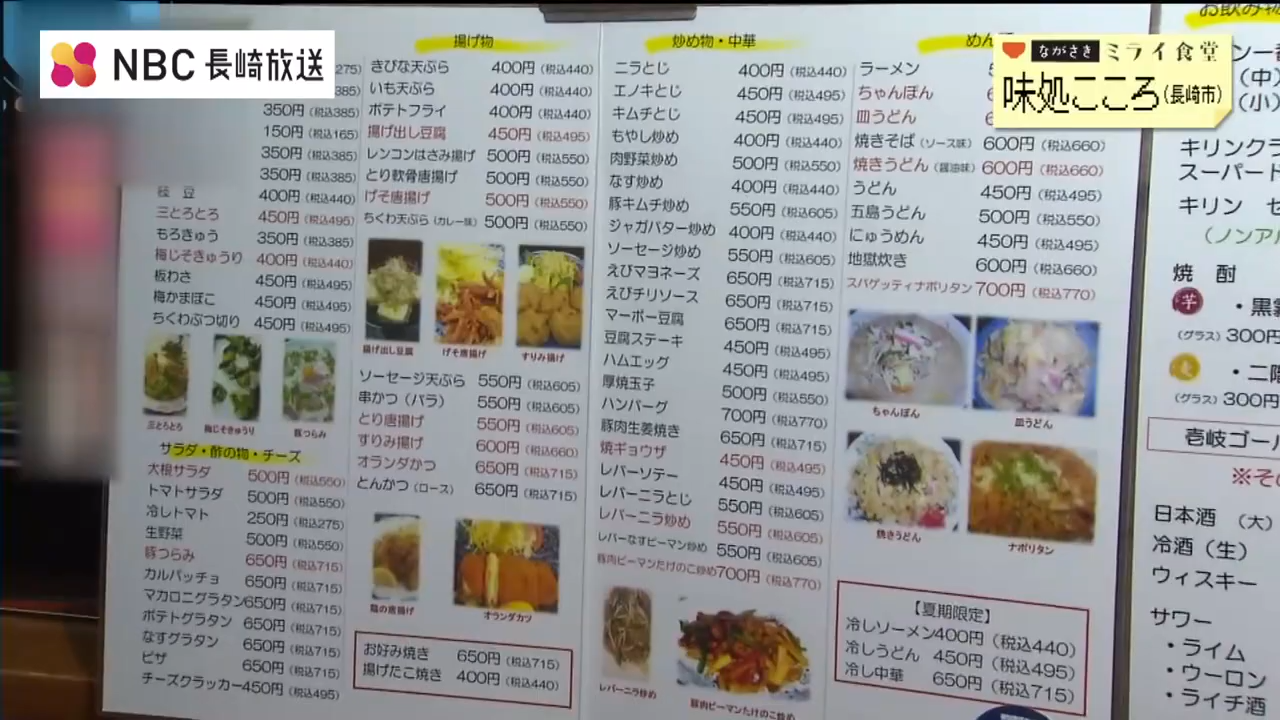 NBC 長崎放送
ながさき ミライ食堂
味処こころ(長崎市)
350円(税込385)
150円(税込165)
350円(税込385)
350円(税込385)
枝 豆 400円(税込440)
三とろとろ 450円(税込495)
もろきゅう 350円(税込385)
梅じそきゅうり 400円(税込440)
板わさ 450円(税込495)
梅かまぼこ 450円(税込495)
ちくわぶつ切り 450円(税込495)
三とろとろ 梅じそきゅうり 豚つらみ
サラダ・酢の物・チーズ
大根サラダ 500円(税込550)
トマトサラダ 500円(税込550)
冷しトマト 250円(税込275)
生野菜 500円(税込550)
豚つらみ 650円(税込715)
カルパッチョ 650円(税込715)
マカロニグラタン650円(税込715)
ポテトグラタン 650円(税込715)
なすグラタン 650円(税込715)
ピザ 650円(税込715)
チーズクラッカー450円(税込495)
揚げ物
きびな天ぷら 400円(税込440)
いも天ぷら 400円(税込440)
ポテトフライ 400円(税込440)
揚げ出し豆腐 450円(税込495)
レンコンはさみ揚げ 500円(税込550)
とり軟骨唐揚げ 500円(税込550)
げそ唐揚げ 500円(税込550)
ちくわ天ぷら(カレー味) 500円(税込550)
揚げ出し豆腐 げそ唐揚げ すりみ揚げ
ソーセージ天ぷら 550円(税込605)
串かつ(バラ) 550円(税込605)
とり唐揚げ 550円(税込605)
すりみ揚げ 600円(税込660)
オランダかつ 650円(税込715)
とんかつ(ロース) 650円(税込715)
鶏の唐揚げ オランダカツ
お好み焼き 650円(税込715)
揚げたこ焼き 400円(税込440)
炒め物・中華
ニラとじ 400円(税込440)
エノキとじ 450円(税込495)
キムチとじ 450円(税込495)
もやし炒め 400円(税込440)
肉野菜炒め 500円(税込550)
なす炒め 400円(税込440)
豚キムチ炒め 550円(税込605)
ジャガバター炒め 400円(税込440)
ソーセージ炒め 550円(税込605)
えびマヨネーズ 650円(税込715)
えびチリソース 650円(税込715)
マーボー豆腐 650円(税込715)
豆腐ステーキ 450円(税込495)
ハムエッグ 450円(税込495)
厚焼玉子 500円(税込550)
ハンバーグ 700円(税込770)
豚肉生姜焼き 650円(税込715)
焼ギョウザ 450円(税込495)
レバーソテー 450円(税込495)
レバーニラとじ 550円(税込605)
レバーニラ炒め 550円(税込605)
レバーなすピーマン炒め 550円(税込605)
豚肉ピーマンたけのこ炒め700円(税込770)
レバーニラ炒め 豚肉ピーマンたけのこ炒め
めん
ラーメン
ちゃんぽん
皿うどん
焼きそば(ソース味) 600円(税込660)
焼きうどん(醤油味) 600円(税込660)
うどん 450円(税込495)
五島うどん 500円(税込550)
にゅうめん 450円(税込495)
地獄炊き 600円(税込660)
スパゲッティナポリタン 700円(税込770)
ちゃんぽん 皿うどん
焼きうどん ナポリタン
【夏期限定】
冷しソーメン400円(税込440)
冷しうどん 450円(税込495)
冷し中華 650円(税込715)
お飲み物
(中)
(小)
キリンクラ
スーパード
キリン ゼ
(ノンアル
焼 酎
芋 ・黒
(グラス) 300円
麦 ・二階
(グラス) 300円
壱岐ゴール
※その
日本酒 (大)
冷酒(生)
ウィスキー
サワー
・ライム
・ウーロン
・ライチ酒